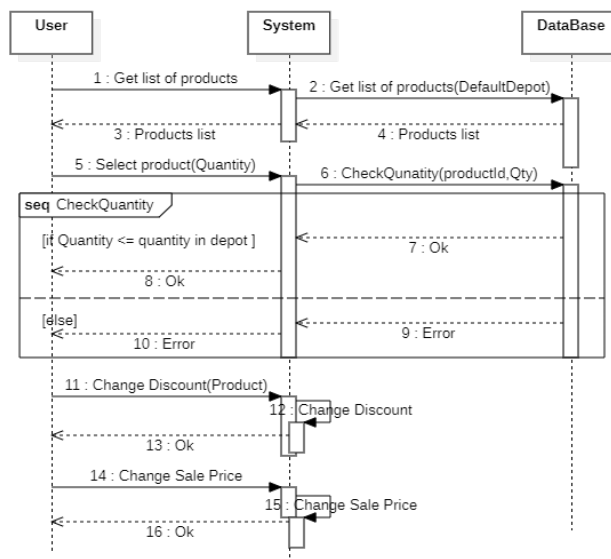 User
System
DataBase
1 : Get list of products
2 : Get list of products(DefaultDepot)
3 : Products list
4 : Products list
5 : Select product(Quantity)
6 : CheckQunatity(productId,Qty)
seq CheckQuantity
[if Quantity <= quantity in depot ]
7 : Ok
8 : Ok
[else]
9 : Error
10 : Error
11 : Change Discount(Product)
12 : Change Discount
13 : Ok
14 : Change Sale Price
15 : Change Sale Price
16 : Ok